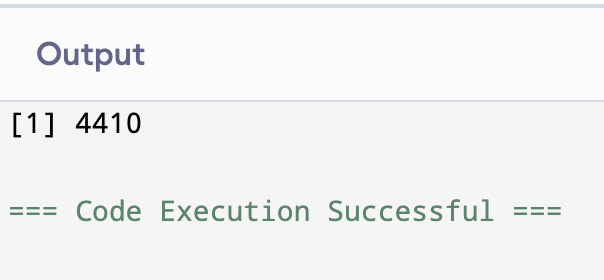 Output
[1] 4410
=== Code Execution Successful ===